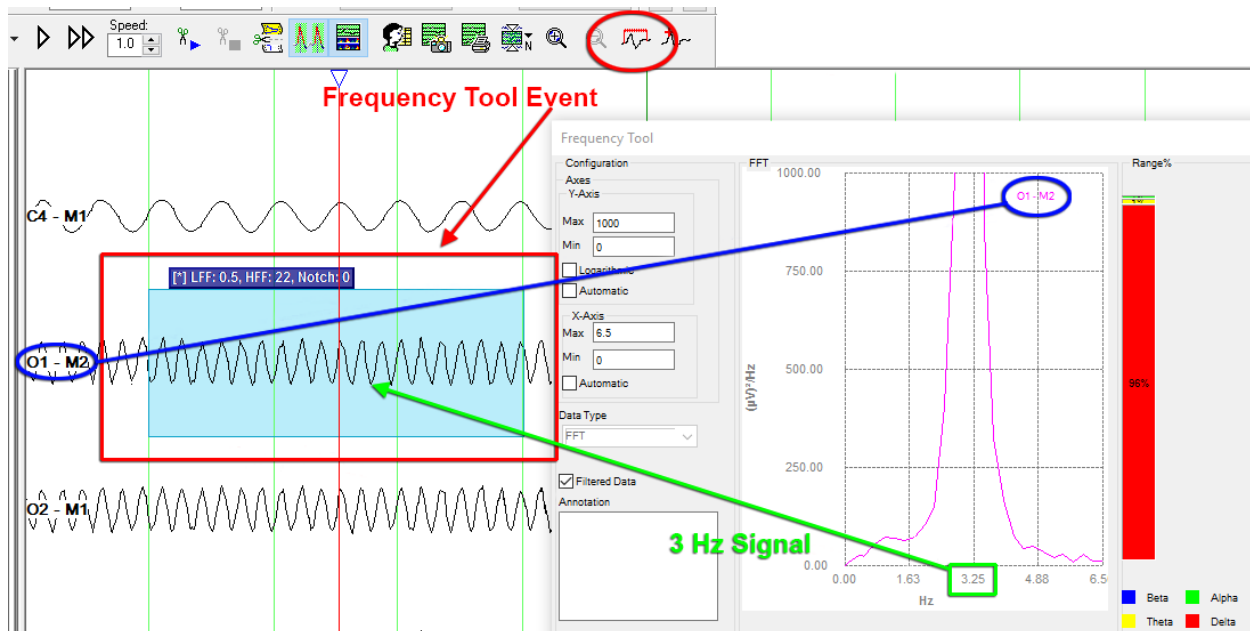 Speed:
1.0
N
Frequency Tool Event
Frequency Tool
Configuration
Axes
Y-Axis
Max 1000
Min 0
Logarithmic
Automatic
X-Axis
Max 6.5
Min 0
Automatic
Data Type
FFT
Filtered Data
Annotation
FFT
1000.00
750.00
500.00
250.00
0.00
(µV)²/Hz
0.00 1.63 3.25 4.88 6.5
Hz
O1 - M2
Range%
96%
Beta Alpha
Theta Delta
C4 - M1
[*] LFF: 0.5, HFF: 22, Notch: 0
O1 - M2
O2 - M1
3 Hz Signal